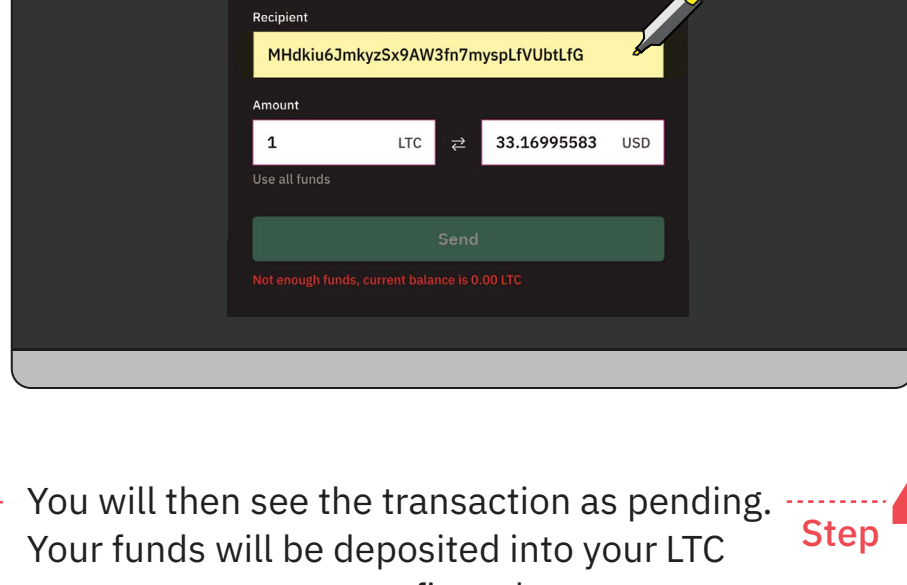 Recipient
MHdkiu6JmkyzSx9AW3fn7myspLfVUbtLfG
Amount
1 LTC ⇄ 33.16995583 USD
Use all funds
Send
Not enough funds, current balance is 0.00 LTC
You will then see the transaction as pending.
Step
Your funds will be deposited into your LTC